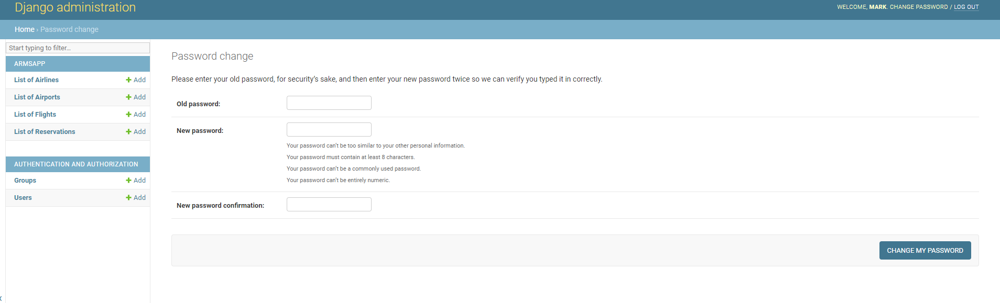 Django administration
WELCOME, MARK. CHANGE PASSWORD / LOG OUT
Home › Password change
Start typing to filter…
ARMSAPP
List of Airlines + Add
List of Airports + Add
List of Flights + Add
List of Reservations + Add
AUTHENTICATION AND AUTHORIZATION
Groups + Add
Users + Add
Password change
Please enter your old password, for security’s sake, and then enter your new password twice so we can verify you typed it in correctly.
Old password:
New password:
Your password can’t be too similar to your other personal information.
Your password must contain at least 8 characters.
Your password can’t be a commonly used password.
Your password can’t be entirely numeric.
New password confirmation:
CHANGE MY PASSWORD